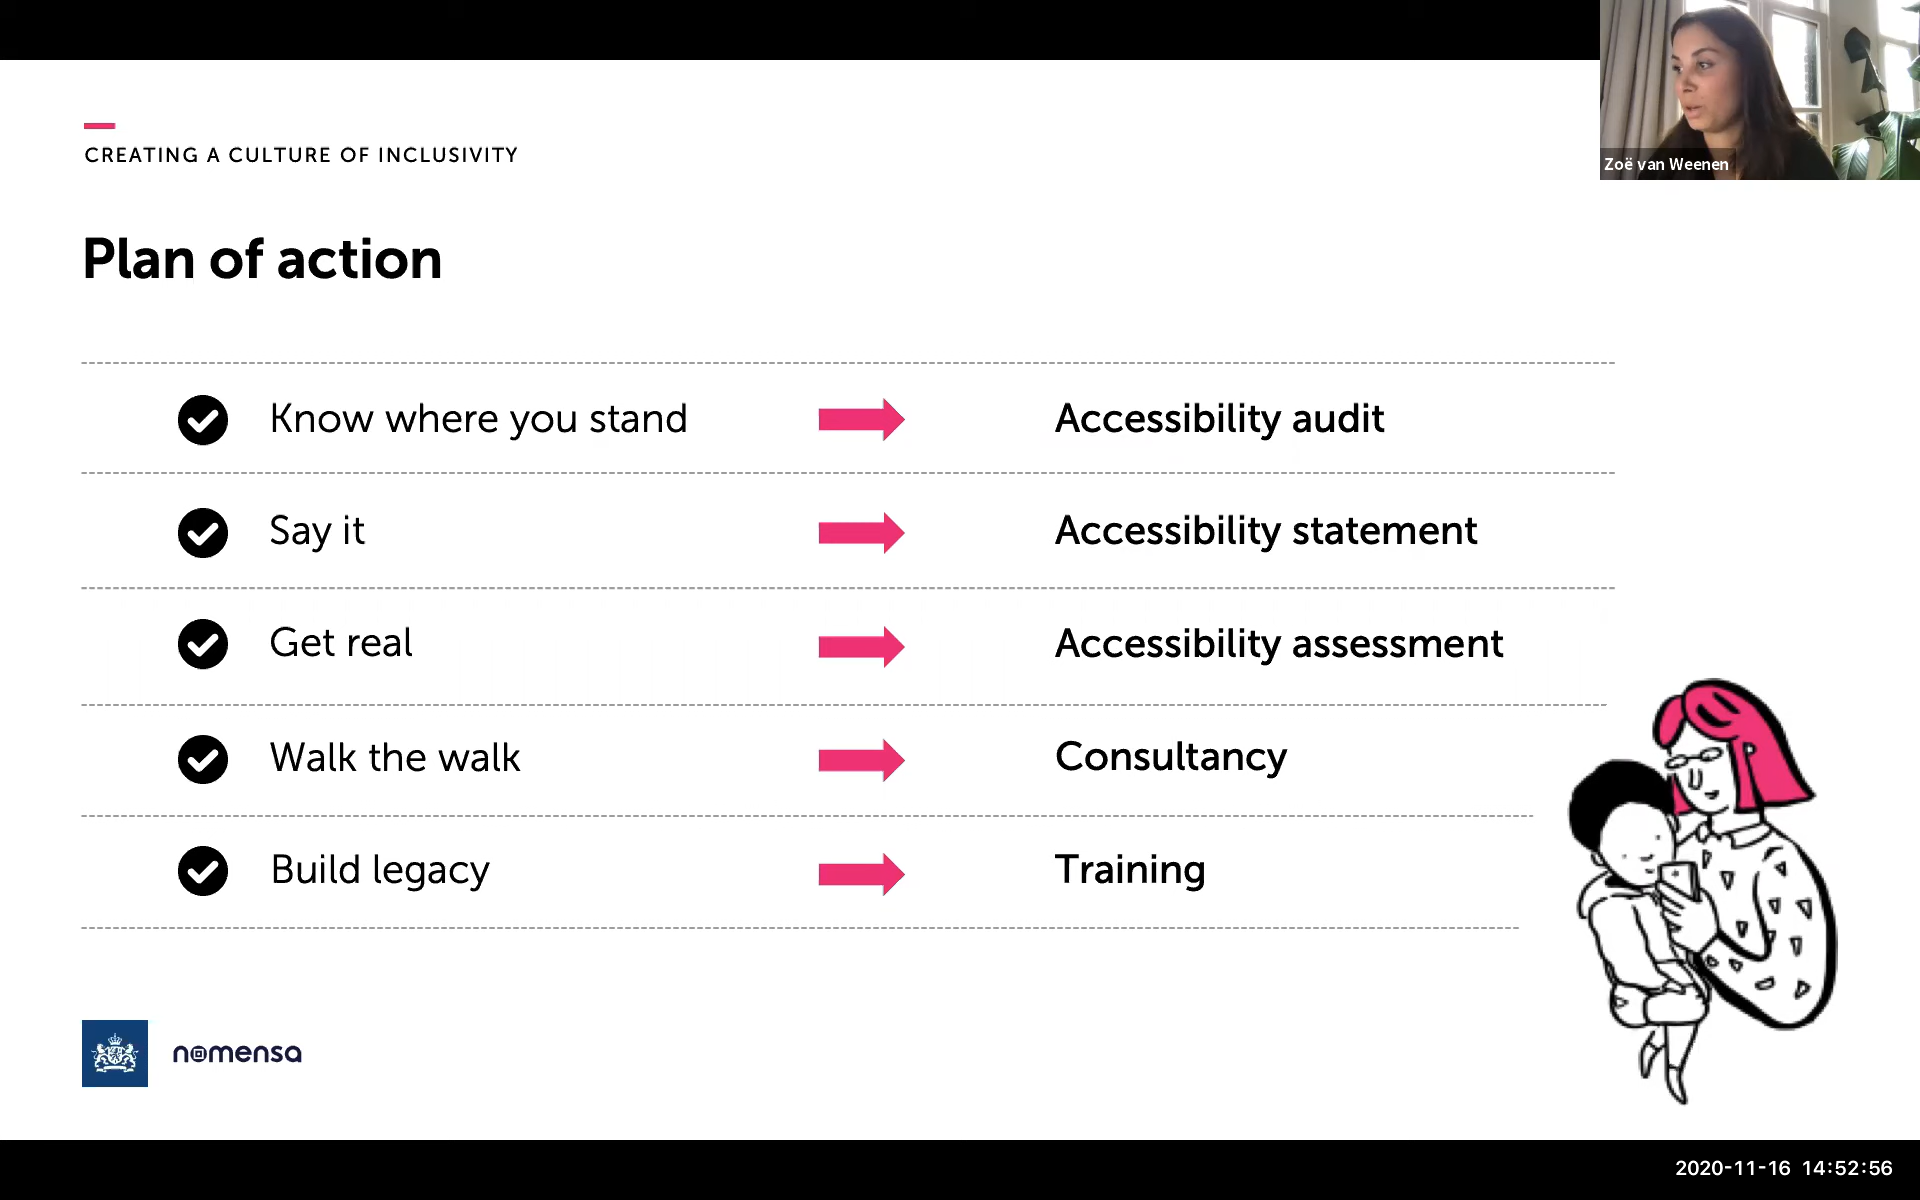 Zoë van Weenen
CREATING A CULTURE OF INCLUSIVITY
Plan of action
Know where you stand
Accessibility audit
Say it
Accessibility statement
Get real
Accessibility assessment
Walk the walk
Consultancy
Build legacy
Training
nomensa
2020-11-16 14:52:56